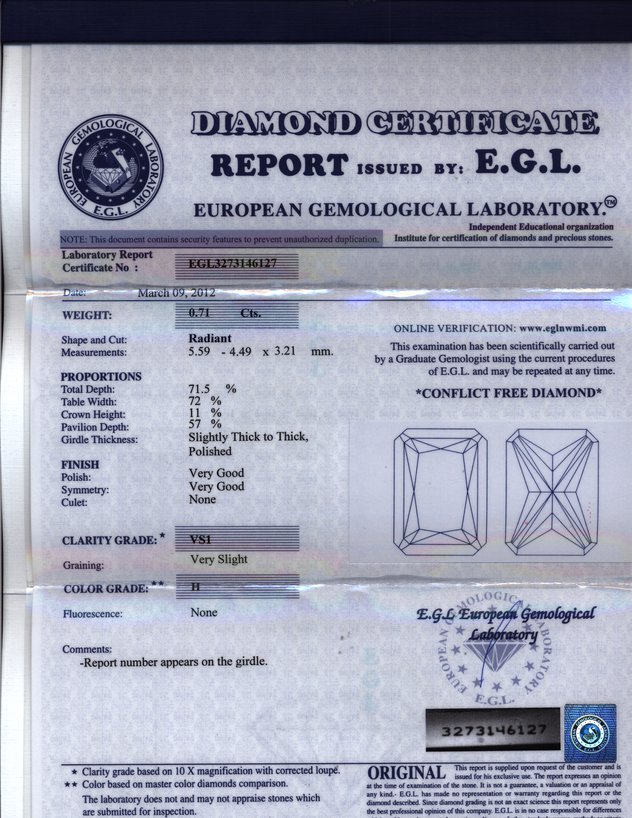 EUROPEAN GEMOLOGICAL LABORATORY
E.G.L.
DIAMOND CERTIFICATE
REPORT ISSUED BY: E.G.L.
EUROPEAN GEMOLOGICAL LABORATORY.™
Independent Educational organization
Institute for certification of diamonds and precious stones.
NOTE: This document contains security features to prevent unauthorized duplication.
Laboratory Report
Certificate No : EGL3273146127
Date: March 09, 2012
WEIGHT: 0.71 Cts.
Shape and Cut: Radiant
Measurements: 5.59 - 4.49 x 3.21 mm.
PROPORTIONS
Total Depth: 71.5 %
Table Width: 72 %
Crown Height: 11 %
Pavilion Depth: 57 %
Girdle Thickness: Slightly Thick to Thick,
Polished
FINISH
Polish: Very Good
Symmetry: Very Good
Culet: None
CLARITY GRADE: * VS1
Graining: Very Slight
COLOR GRADE: ** H
Fluorescence: None
Comments:
-Report number appears on the girdle.
ONLINE VERIFICATION: www.eglnwmi.com
This examination has been scientifically carried out
by a Graduate Gemologist using the current procedures
of E.G.L. and may be repeated at any time.
*CONFLICT FREE DIAMOND*
E.G.L European Gemological
Laboratory
EUROPEAN GEMOLOGICAL LABORATORY
E.G.L.
3273146127
* Clarity grade based on 10 X magnification with corrected loupe.
** Color based on master color diamonds comparison.
The laboratory does not and may not appraise stones which
are submitted for inspection.
ORIGINAL This report is supplied upon request of the customer and is
issued for his exclusive use. The report expresses an opinion
at the time of examination of the stone. It is not a guarantee, a valuation or an appraisal of
any kind.- E.G.L. has made no representation or warranty regarding this report or the
diamond described. Since diamond grading is not an exact science this report represents only
the best professional opinion of this company. E.G.L. is in no case responsible for differences